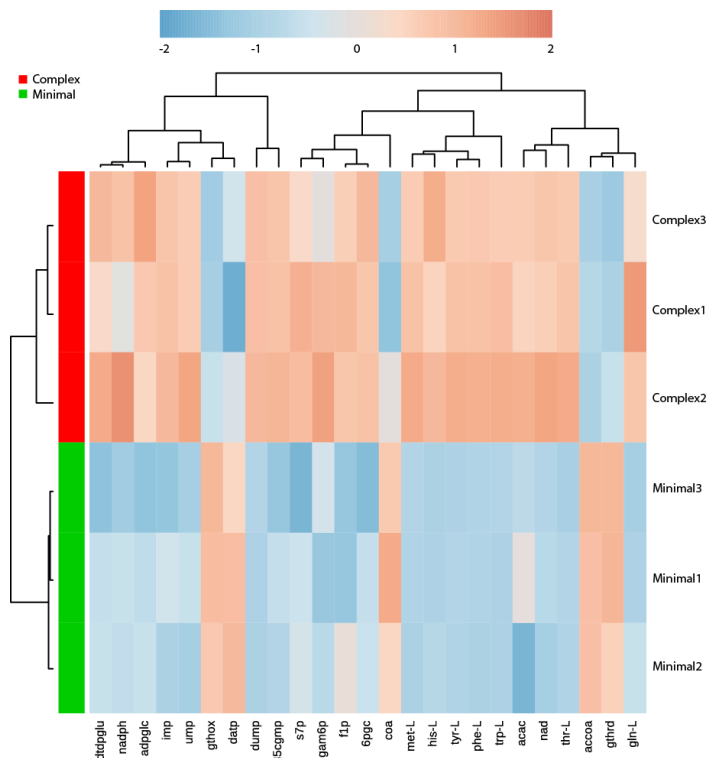 -2 -1 0 1 2
Complex
Minimal
Complex3
Complex1
Complex2
Minimal3
Minimal1
Minimal2
dtdpglu nadph adpglc imp ump gthox datp dump 35cgmp s7p gam6p f1p 6pgc coa met-L his-L tyr-L phe-L trp-L acac nad thr-L accoa gthrd gln-L